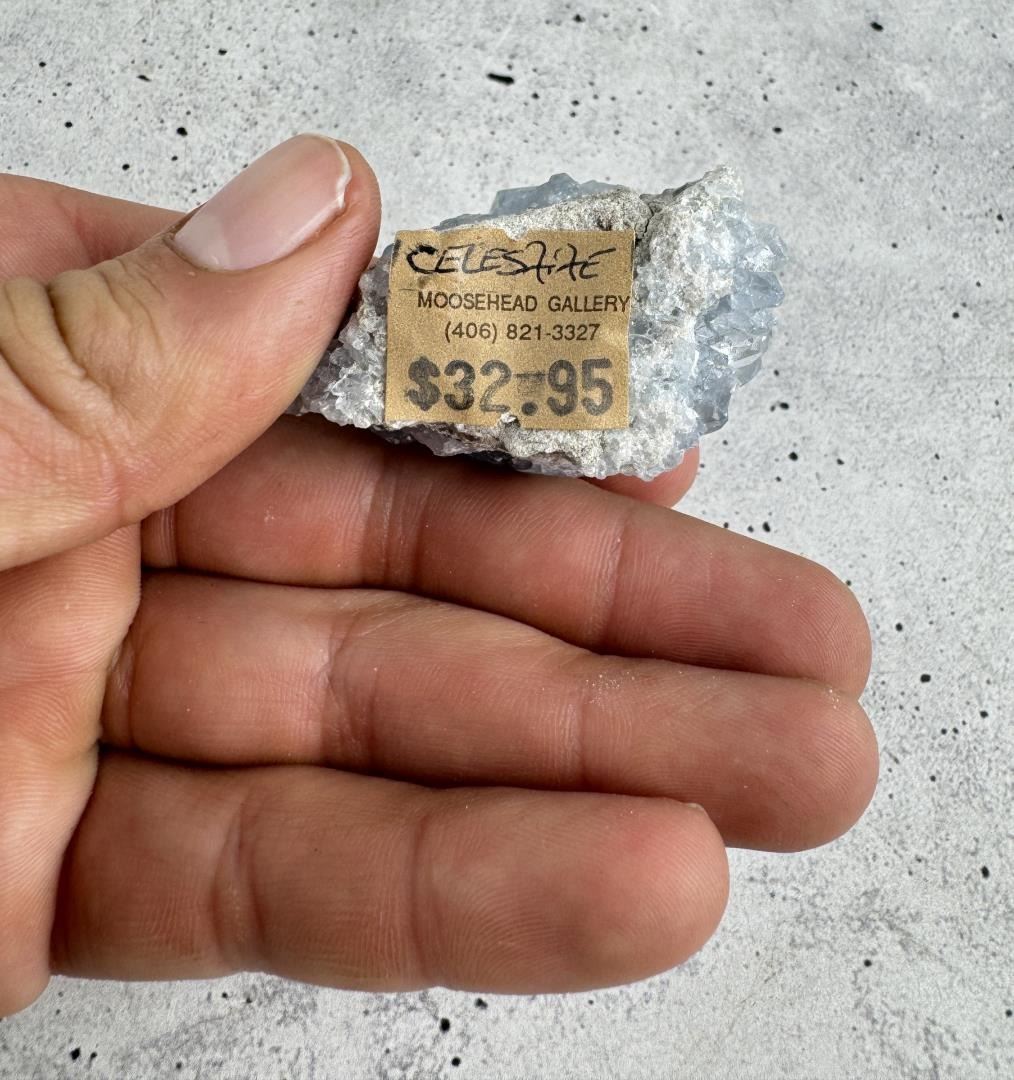 CELESTITE
MOOSEHEAD GALLERY
(406) 821-3327
$32.95